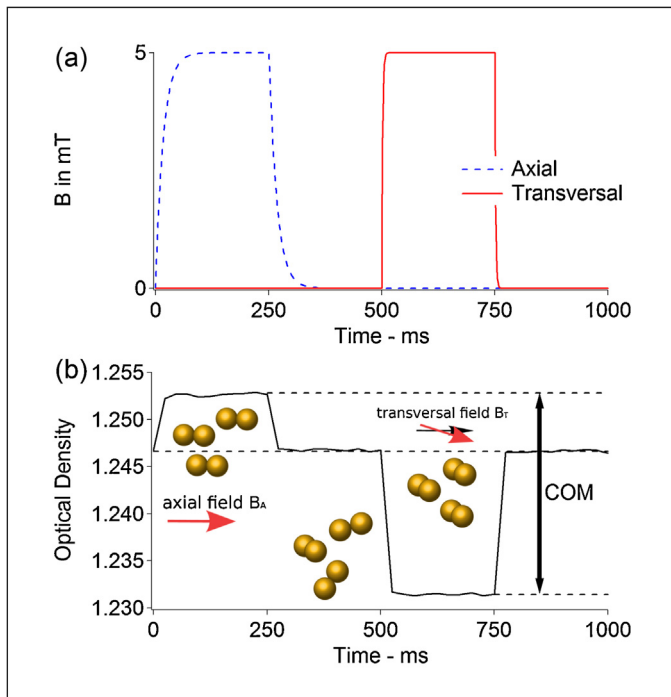 (a)
5
B in mT
0
Axial
Transversal
0 250 500 750 1000
Time - ms
(b)
1.255
1.250
1.245
1.240
1.235
1.230
Optical Density
transversal field BT
axial field BA
COM
0 250 500 750 1000
Time - ms